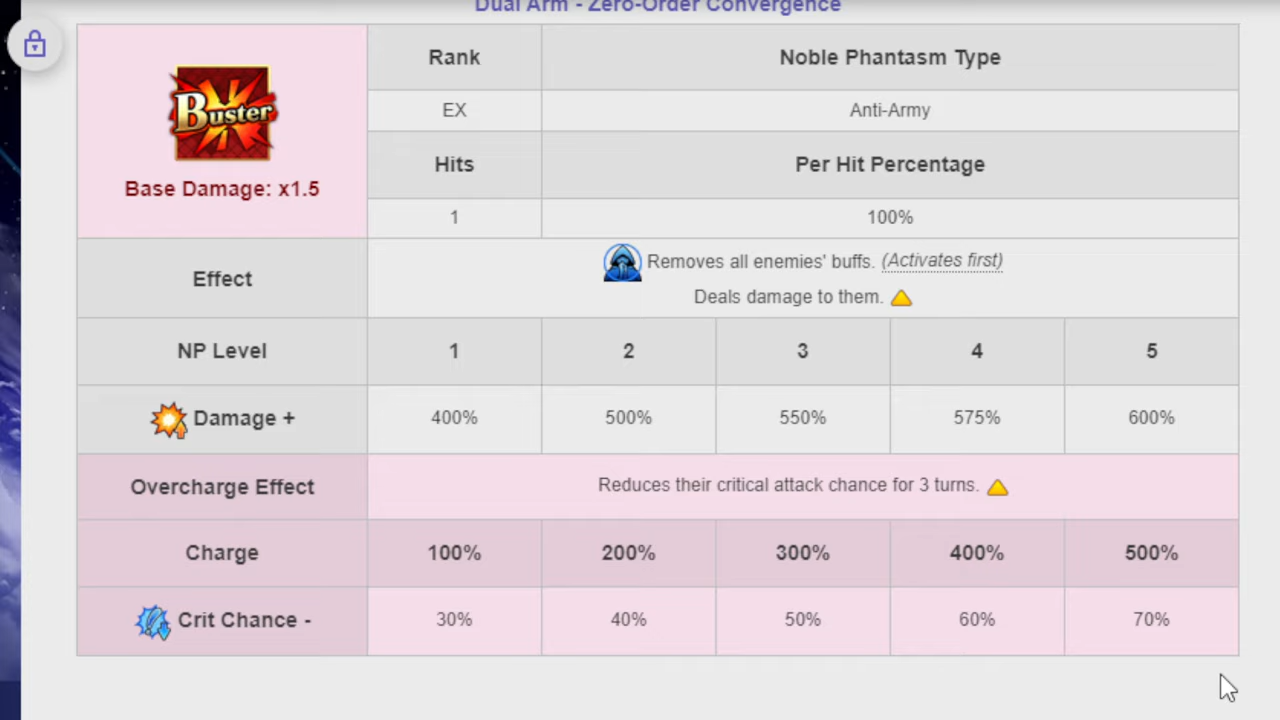 Dual Arm - Zero-Order Convergence
Rank
Noble Phantasm Type
Buster
EX
Anti-Army
Hits
Per Hit Percentage
Base Damage: x1.5
1
100%
Effect
Removes all enemies' buffs. (Activates first)
Deals damage to them.
NP Level
1
2
3
4
5
Damage +
400%
500%
550%
575%
600%
Overcharge Effect
Reduces their critical attack chance for 3 turns.
Charge
100%
200%
300%
400%
500%
Crit Chance -
30%
40%
50%
60%
70%